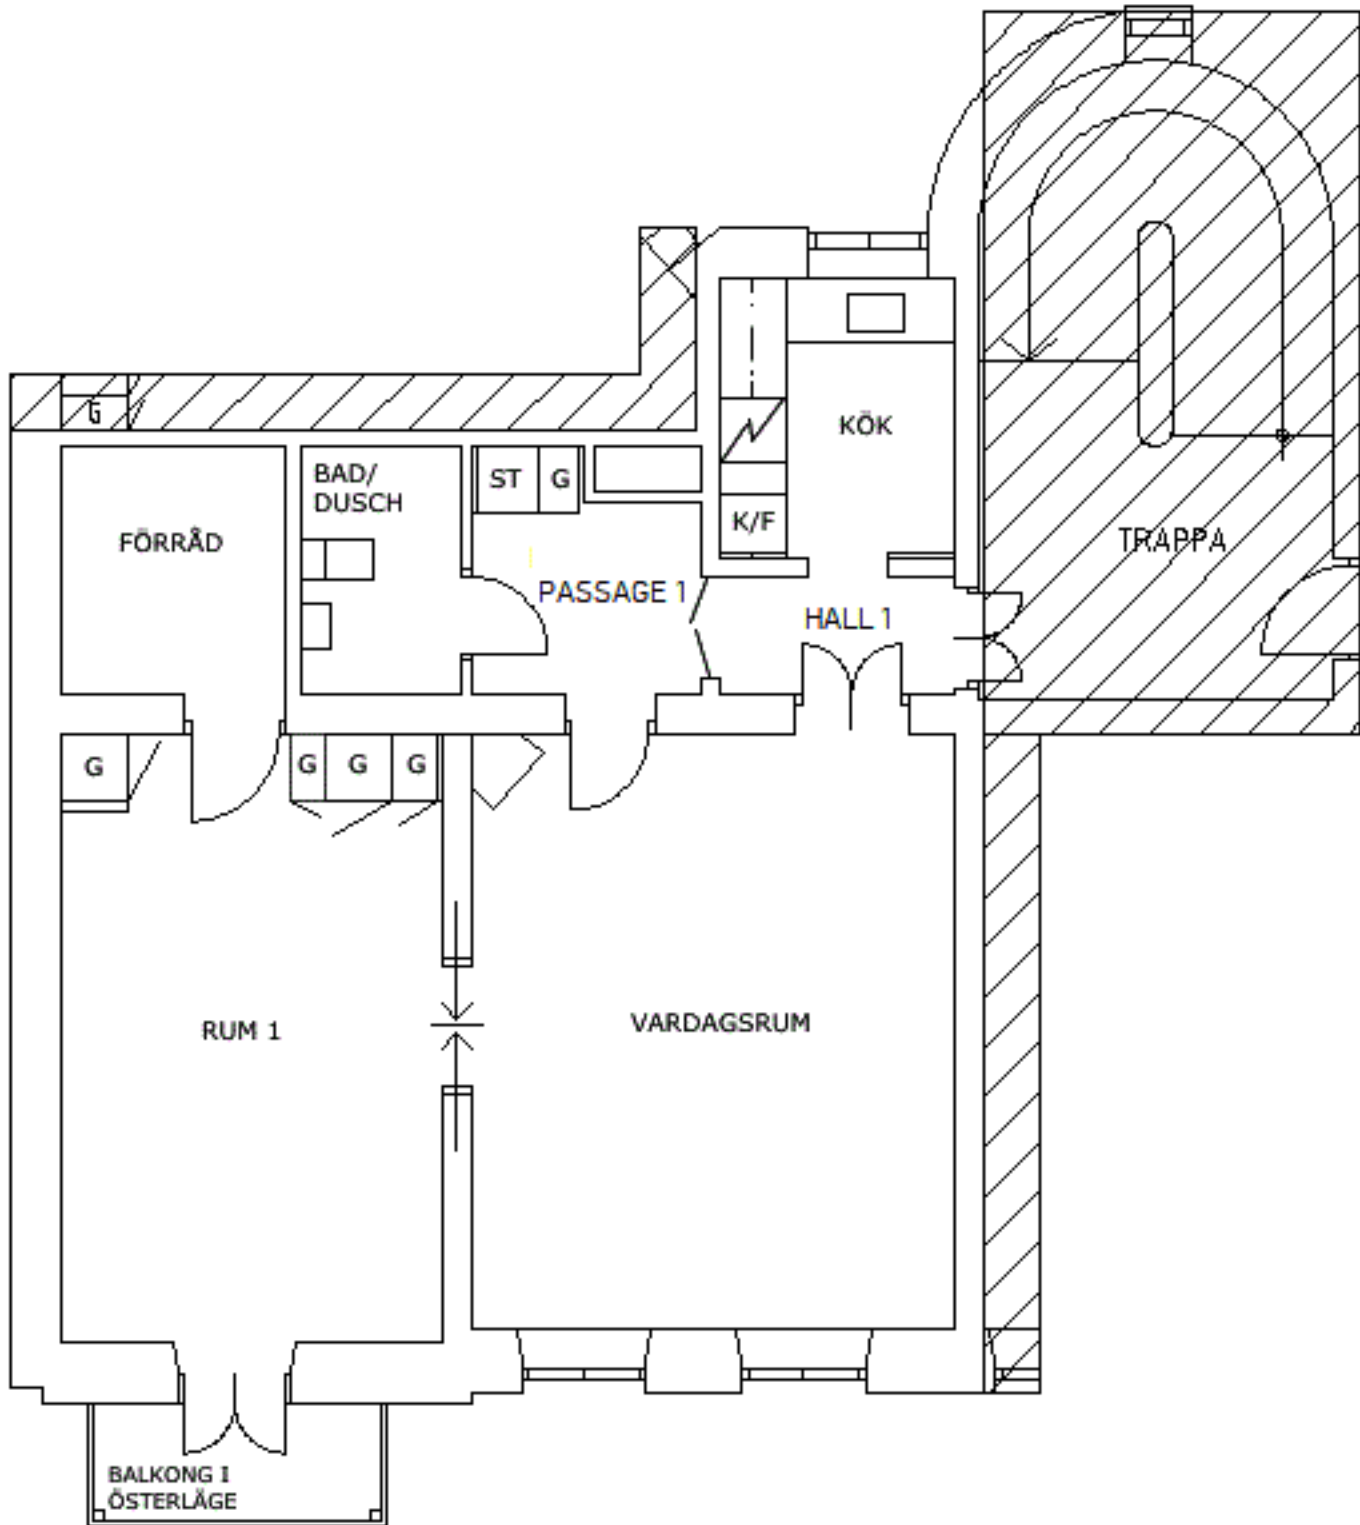 G
KÖK
BAD/
DUSCH
ST
G
K/F
FÖRRÅD
TRAPPA
PASSAGE 1
HALL 1
G
G
G
G
RUM 1
VARDAGSRUM
BALKONG I
ÖSTERLÄGE